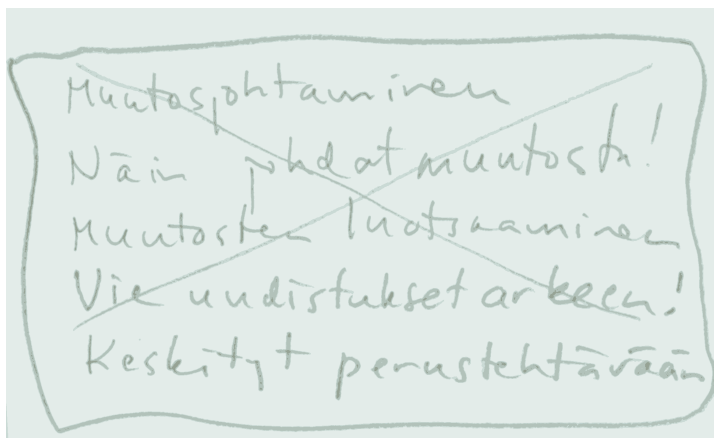 Muutosjohtaminen
Näin johdat muutosta!
Muutosten luotsaaminen
Vie uudistukset arkeen!
Keskityt perustehtävään